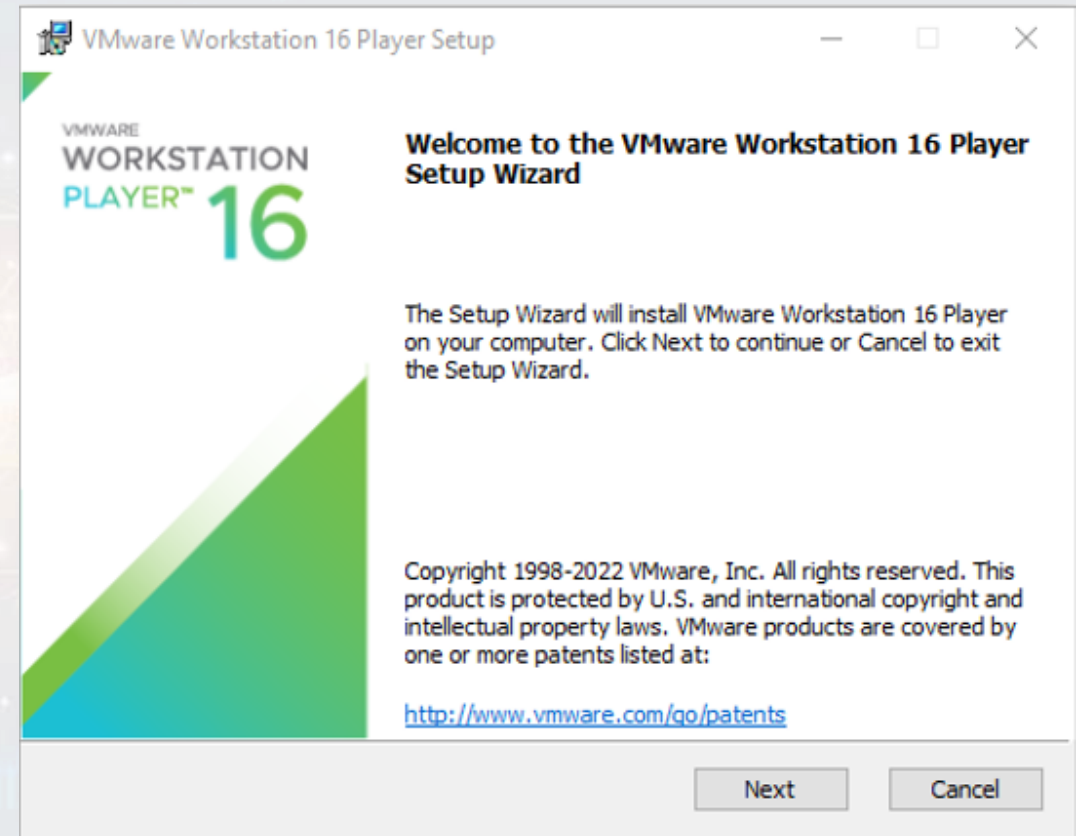 VMware Workstation 16 Player Setup
VMWARE
WORKSTATION
PLAYER™ 16
Welcome to the VMware Workstation 16 Player
Setup Wizard
The Setup Wizard will install VMware Workstation 16 Player
on your computer. Click Next to continue or Cancel to exit
the Setup Wizard.
Copyright 1998-2022 VMware, Inc. All rights reserved. This
product is protected by U.S. and international copyright and
intellectual property laws. VMware products are covered by
one or more patents listed at:
http://www.vmware.com/go/patents
Next Cancel